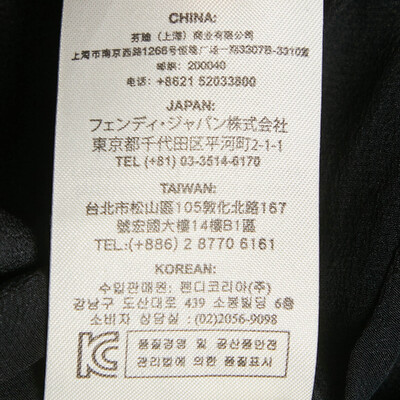 CHINA:
芬迪（上海）商业有限公司
上海市南京西路1266号恒隆广场一期3307B-3310室
邮编: 200040
电话: +8621 52033800
JAPAN:
フェンディ・ジャパン株式会社
東京都千代田区平河町2-1-1
TEL (+81) 03-3514-6170
TAIWAN:
台北市松山區105敦化北路167
號宏國大樓14樓B1區
TEL:(+886) 2 8770 6161
KOREAN:
수입판매원: 펜디코리아(주)
강남구 도산대로 439 소봉빌딩 6층
소비자 상담실 :(02)2056-9098
품질경영 및 공산품안전
관리법에 의한 품질표시